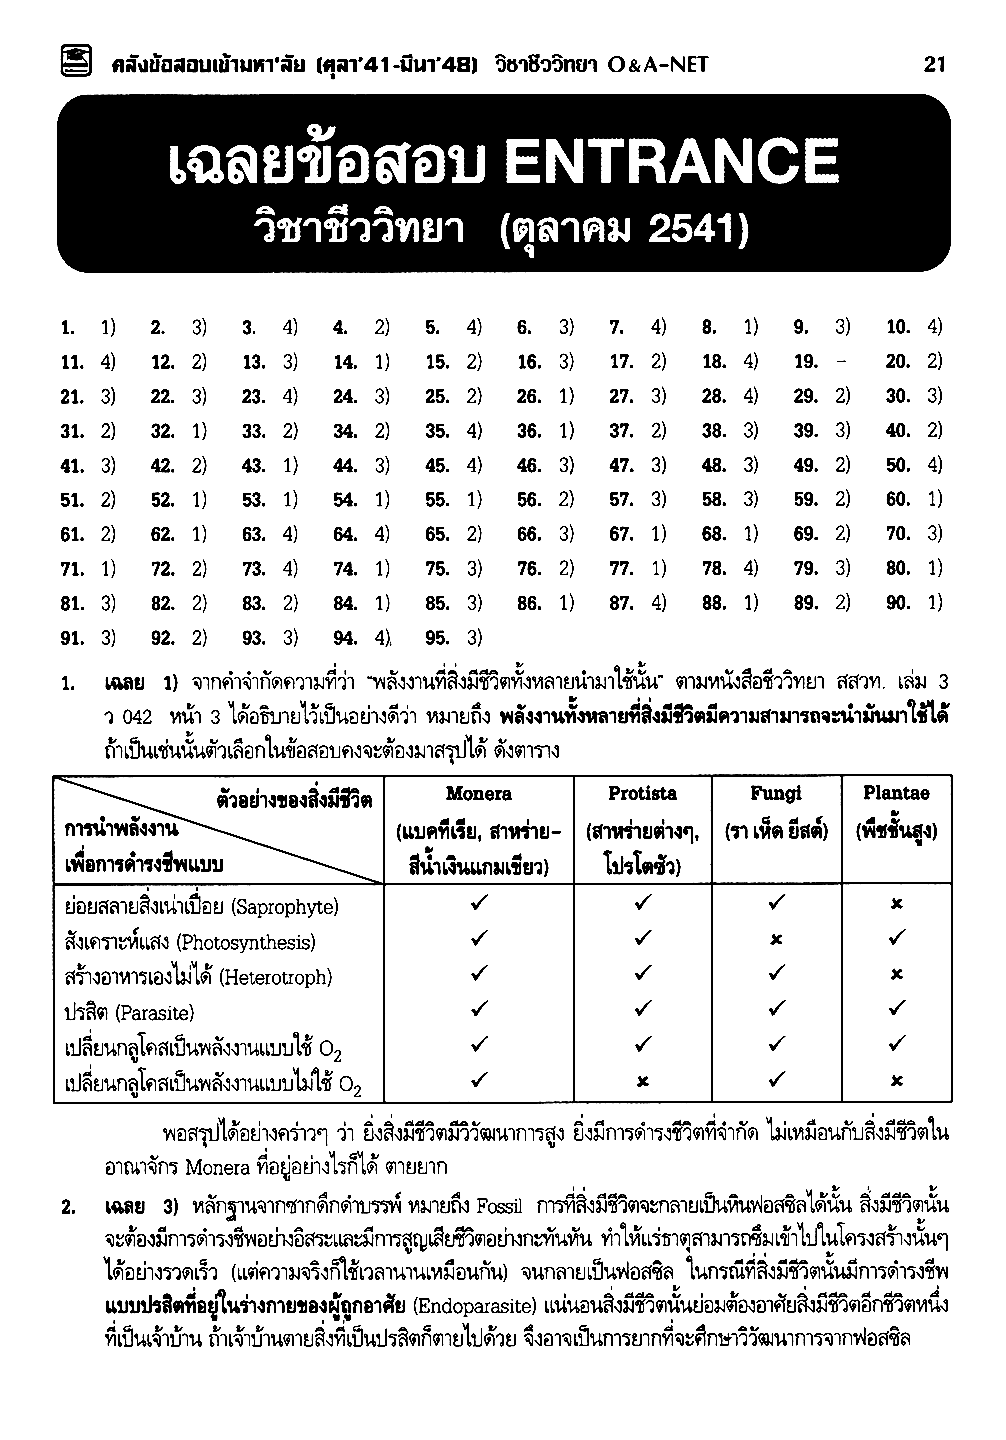 คลังข้อสอบเข้ามหา'ลัย (ตุลา'41-มีนา'48) วิชาชีววิทยา O&A-NET 21
เฉลยข้อสอบ ENTRANCE
วิชาชีววิทยา (ตุลาคม 2541)
1. 1) 2. 3) 3. 4) 4. 2) 5. 4) 6. 3) 7. 4) 8. 1) 9. 3) 10. 4)
11. 4) 12. 2) 13. 3) 14. 1) 15. 2) 16. 3) 17. 2) 18. 4) 19. - 20. 2)
21. 3) 22. 3) 23. 4) 24. 3) 25. 2) 26. 1) 27. 3) 28. 4) 29. 2) 30. 3)
31. 2) 32. 1) 33. 2) 34. 2) 35. 4) 36. 1) 37. 2) 38. 3) 39. 3) 40. 2)
41. 3) 42. 2) 43. 1) 44. 3) 45. 4) 46. 3) 47. 3) 48. 3) 49. 2) 50. 4)
51. 2) 52. 1) 53. 1) 54. 1) 55. 1) 56. 2) 57. 3) 58. 3) 59. 2) 60. 1)
61. 2) 62. 1) 63. 4) 64. 4) 65. 2) 66. 3) 67. 1) 68. 1) 69. 2) 70. 3)
71. 1) 72. 2) 73. 4) 74. 1) 75. 3) 76. 2) 77. 1) 78. 4) 79. 3) 80. 1)
81. 3) 82. 2) 83. 2) 84. 1) 85. 3) 86. 1) 87. 4) 88. 1) 89. 2) 90. 1)
91. 3) 92. 2) 93. 3) 94. 4) 95. 3)
1. เฉลย 1) จากคำจำกัดความที่ว่า "พลังงานที่สิ่งมีชีวิตทั้งหลายนำมาใช้นั้น" ตามหนังสือชีววิทยา สสวท. เล่ม 3
ว 042 หน้า 3 ได้อธิบายไว้เป็นอย่างดีว่า หมายถึง พลังงานทั้งหลายที่สิ่งมีชีวิตมีความสามารถจะนำมันมาใช้ได้
ถ้าเป็นเช่นนั้นตัวเลือกในข้อสอบคงจะต้องมาสรุปได้ ดังตาราง
ตัวอย่างของสิ่งมีชีวิต Monera Protista Fungi Plantae
การนำพลังงาน (แบคทีเรีย, สาหร่าย- (สาหร่ายต่างๆ, (รา เห็ด ยีสต์) (พืชชั้นสูง)
เพื่อการดำรงชีพแบบ สีน้ำเงินแกมเขียว) โปรโตซัว)
ย่อยสลายสิ่งเน่าเปื่อย (Saprophyte) ✓ ✓ ✓ ×
สังเคราะห์แสง (Photosynthesis) ✓ ✓ × ✓
สร้างอาหารเองไม่ได้ (Heterotroph) ✓ ✓ ✓ ×
ปรสิต (Parasite) ✓ ✓ ✓ ✓
เปลี่ยนกลูโคสเป็นพลังงานแบบใช้ O₂ ✓ ✓ ✓ ✓
เปลี่ยนกลูโคสเป็นพลังงานแบบไม่ใช้ O₂ ✓ × ✓ ×
พอสรุปได้อย่างคร่าวๆ ว่า ยิ่งสิ่งมีชีวิตมีวิวัฒนาการสูง ยิ่งมีการดำรงชีวิตที่จำกัด ไม่เหมือนกับสิ่งมีชีวิตใน
อาณาจักร Monera ที่อยู่อย่างไรก็ได้ ตายยาก
2. เฉลย 3) หลักฐานจากซากดึกดำบรรพ์ หมายถึง Fossil การที่สิ่งมีชีวิตจะกลายเป็นหินฟอสซิลได้นั้น สิ่งมีชีวิตนั้น
จะต้องมีการดำรงชีพอย่างอิสระและมีการสูญเสียชีวิตอย่างกะทันหัน ทำให้แร่ธาตุสามารถซึมเข้าไปในโครงสร้างนั้นๆ
ได้อย่างรวดเร็ว (แต่ความจริงก็ใช้เวลานานเหมือนกัน) จนกลายเป็นฟอสซิล ในกรณีที่สิ่งมีชีวิตนั้นมีการดำรงชีพ
แบบปรสิตที่อยู่ในร่างกายของผู้ถูกอาศัย (Endoparasite) แน่นอนสิ่งมีชีวิตนั้นย่อมต้องอาศัยสิ่งมีชีวิตอีกชีวิตหนึ่ง
ที่เป็นเจ้าบ้าน ถ้าเจ้าบ้านตายสิ่งที่เป็นปรสิตก็ตายไปด้วย จึงอาจเป็นการยากที่จะศึกษาวิวัฒนาการจากฟอสซิล